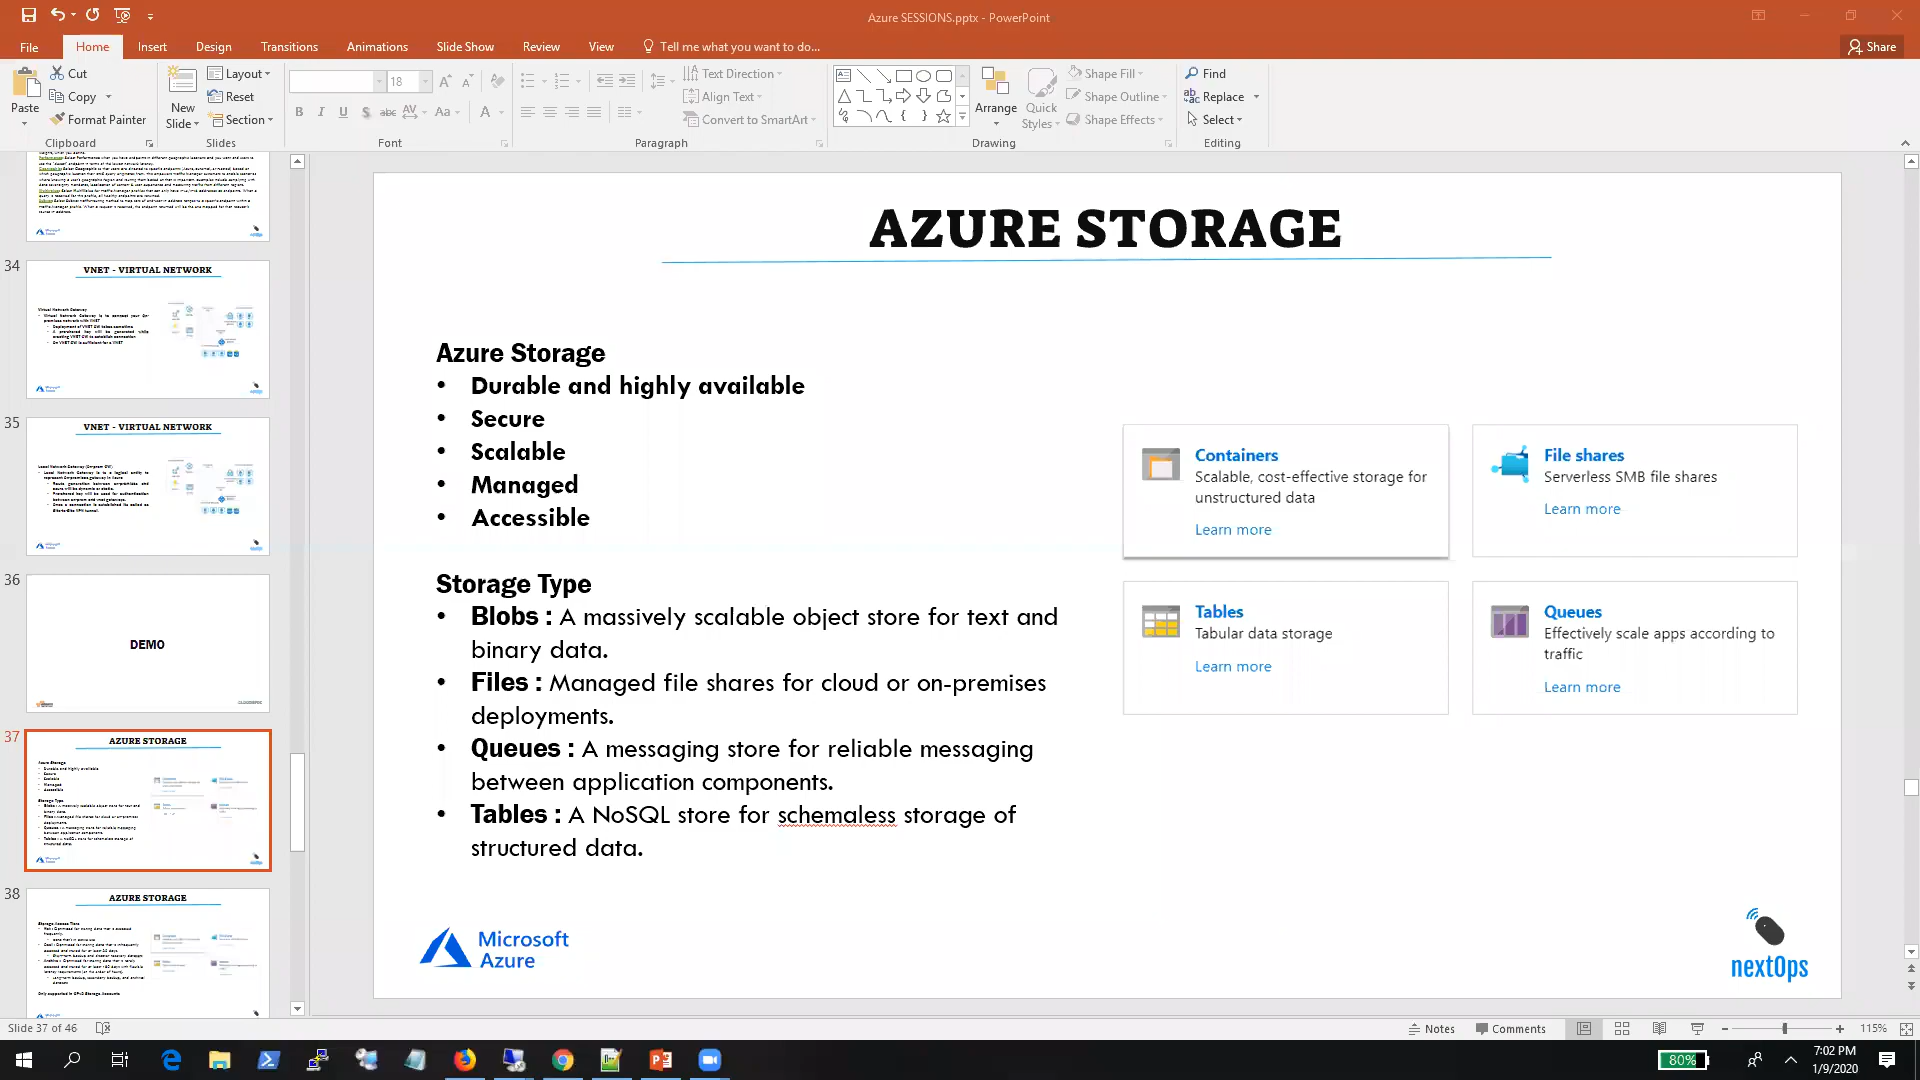 Azure SESSIONS.pptx - PowerPoint
File
Home
Insert
Design
Transitions
Animations
Slide Show
Review
View
Tell me what you want to do...
Share
Paste
Cut
Copy
Format Painter
Clipboard
New
Slide
Layout
Reset
Section
Slides
18
Font
Text Direction
Align Text
Convert to SmartArt
Paragraph
Arrange
Quick
Styles
Shape Fill
Shape Outline
Shape Effects
Drawing
Find
Replace
Select
Editing
34
VNET - VIRTUAL NETWORK
35
VNET - VIRTUAL NETWORK
36
DEMO
37
AZURE STORAGE
38
AZURE STORAGE
AZURE STORAGE
Azure Storage
• Durable and highly available
• Secure
• Scalable
• Managed
• Accessible
Storage Type
• Blobs : A massively scalable object store for text and
binary data.
• Files : Managed file shares for cloud or on-premises
deployments.
• Queues : A messaging store for reliable messaging
between application components.
• Tables : A NoSQL store for schemaless storage of
structured data.
Containers
Scalable, cost-effective storage for
unstructured data
Learn more
File shares
Serverless SMB file shares
Learn more
Tables
Tabular data storage
Learn more
Queues
Effectively scale apps according to
traffic
Learn more
Microsoft
Azure
nextOps
Slide 37 of 46
Notes
Comments
115%
80%
7:02 PM
1/9/2020